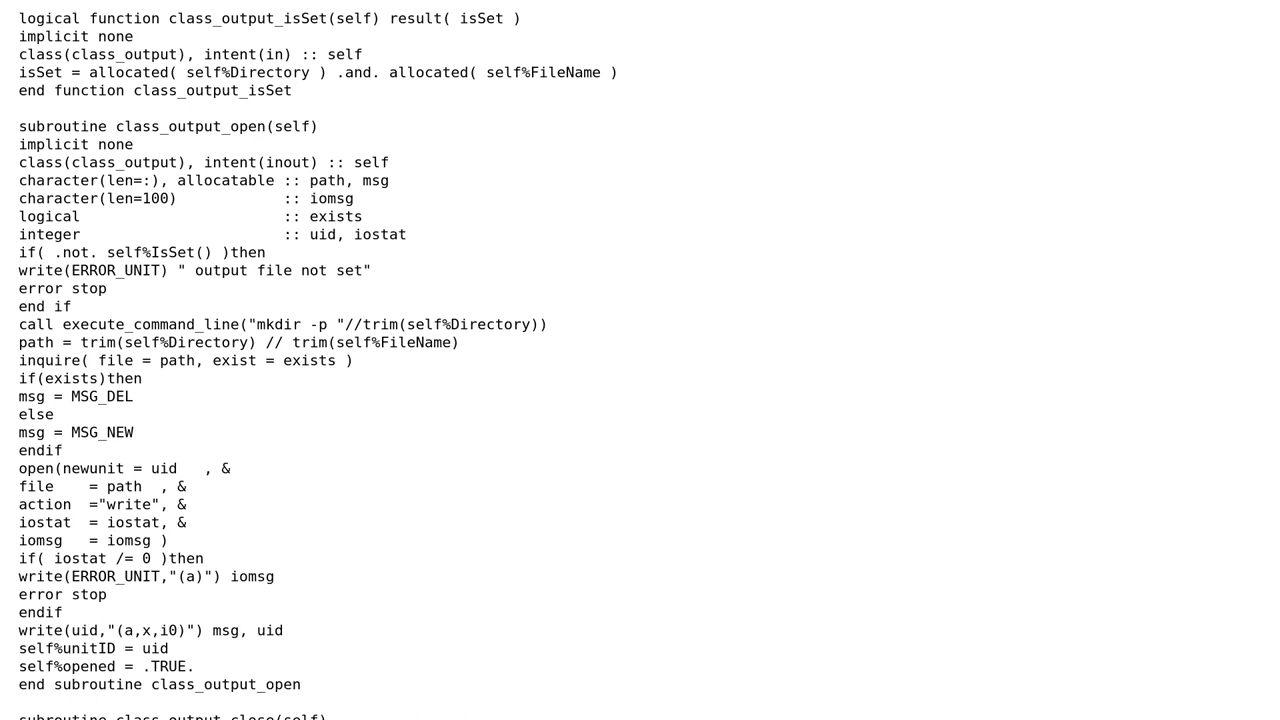 logical function class_output_isSet(self) result( isSet )
implicit none
class(class_output), intent(in) :: self
isSet = allocated( self%Directory ) .and. allocated( self%FileName )
end function class_output_isSet

subroutine class_output_open(self)
implicit none
class(class_output), intent(inout) :: self
character(len=:), allocatable :: path, msg
character(len=100)            :: iomsg
logical                       :: exists
integer                       :: uid, iostat
if( .not. self%IsSet() )then
write(ERROR_UNIT) " output file not set"
error stop
end if
call execute_command_line("mkdir -p "//trim(self%Directory))
path = trim(self%Directory) // trim(self%FileName)
inquire( file = path, exist = exists )
if(exists)then
msg = MSG_DEL
else
msg = MSG_NEW
endif
open(newunit = uid   , &
file    = path  , &
action  ="write", &
iostat  = iostat, &
iomsg   = iomsg )
if( iostat /= 0 )then
write(ERROR_UNIT,"(a)") iomsg
error stop
endif
write(uid,"(a,x,i0)") msg, uid
self%unitID = uid
self%opened = .TRUE.
end subroutine class_output_open

subroutine class_output_close(self)